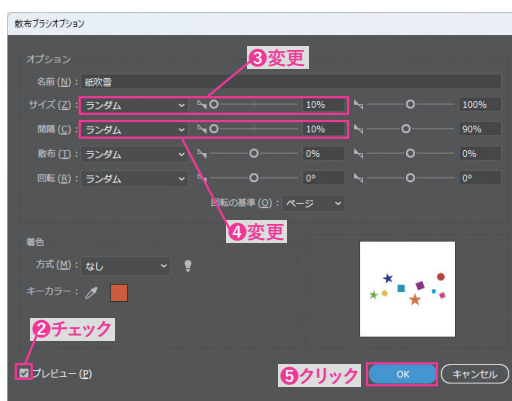 散布ブラシオプション
オプション
❸変更
名前(N)：紙吹雪
サイズ(Z)：ランダム 10% 100%
間隔(C)：ランダム 10% 90%
散布(T)：ランダム 0% 0%
回転(R)：ランダム 0° 0°
回転の基準(O)：ページ
❹変更
着色
方式(M)：なし
キーカラー：
❷チェック
プレビュー(P)
❺クリック
OK
キャンセル